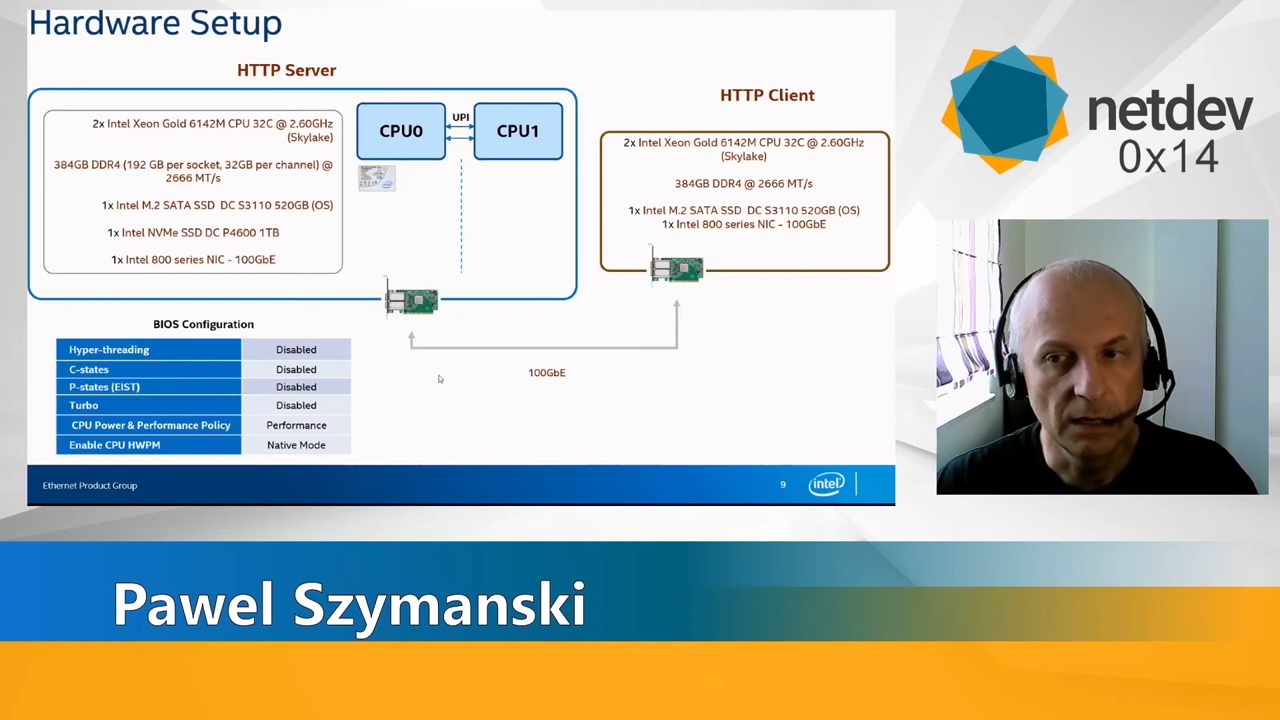 Hardware Setup
HTTP Server
2x Intel Xeon Gold 6142M CPU 32C @ 2.60GHz
(Skylake)
384GB DDR4 (192 GB per socket, 32GB per channel) @
2666 MT/s
1x Intel M.2 SATA SSD DC S3110 520GB (OS)
1x Intel NVMe SSD DC P4600 1TB
1x Intel 800 series NIC - 100GbE
CPU0
UPI
CPU1
HTTP Client
2x Intel Xeon Gold 6142M CPU 32C @ 2.60GHz
(Skylake)
384GB DDR4 @ 2666 MT/s
1x Intel M.2 SATA SSD DC S3110 520GB (OS)
1x Intel 800 series NIC - 100GbE
100GbE
BIOS Configuration
Hyper-threading Disabled
C-states Disabled
P-states (EIST) Disabled
Turbo Disabled
CPU Power & Performance Policy Performance
Enable CPU HWPM Native Mode
Ethernet Product Group
9
intel
netdev
0x14
Pawel Szymanski